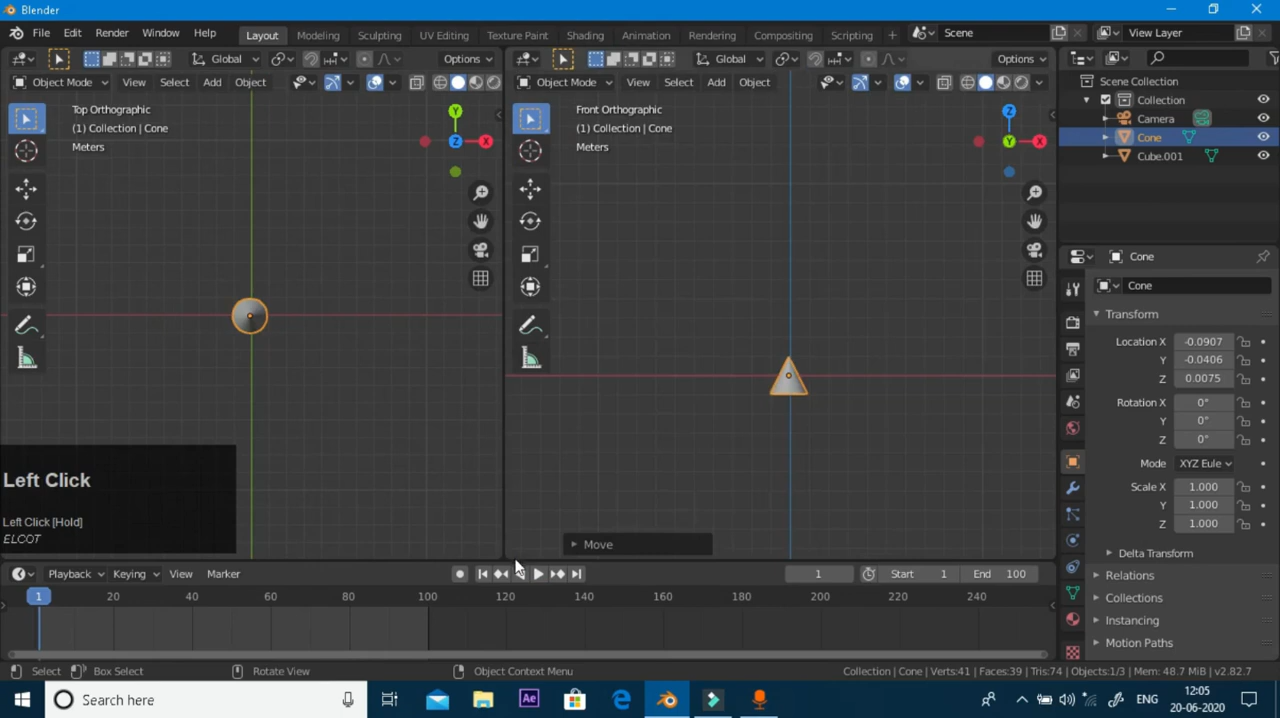 Blender
File Edit Render Window Help Layout Modeling Sculpting UV Editing Texture Paint Shading Animation Rendering Compositing Scripting + Scene View Layer
Global Options Global Options
Object Mode View Select Add Object Object Mode View Select Add Object
Top Orthographic
(1) Collection | Cone
Meters
Y
Z
X
Front Orthographic
(1) Collection | Cone
Meters
Z
Y
X
Scene Collection
Collection
Camera
Cone
Cube.001
Cone
Cone
Transform
Location X -0.0907
Y -0.0406
Z 0.0075
Rotation X 0°
Y 0°
Z 0°
Mode XYZ Eule
Scale X 1.000
Y 1.000
Z 1.000
Delta Transform
Relations
Collections
Instancing
Motion Paths
Left Click
Left Click [Hold]
ELCOT
Move
Playback Keying View Marker 1 Start 1 End 100
1 20 40 60 80 100 120 140 160 180 200 220 240
Select Box Select Rotate View Object Context Menu Collection | Cone | Verts:41 | Faces:39 | Tris:74 | Objects:1/3 | Mem: 48.7 MiB | v2.82.7
Search here Ae ENG 12:05
20-06-2020